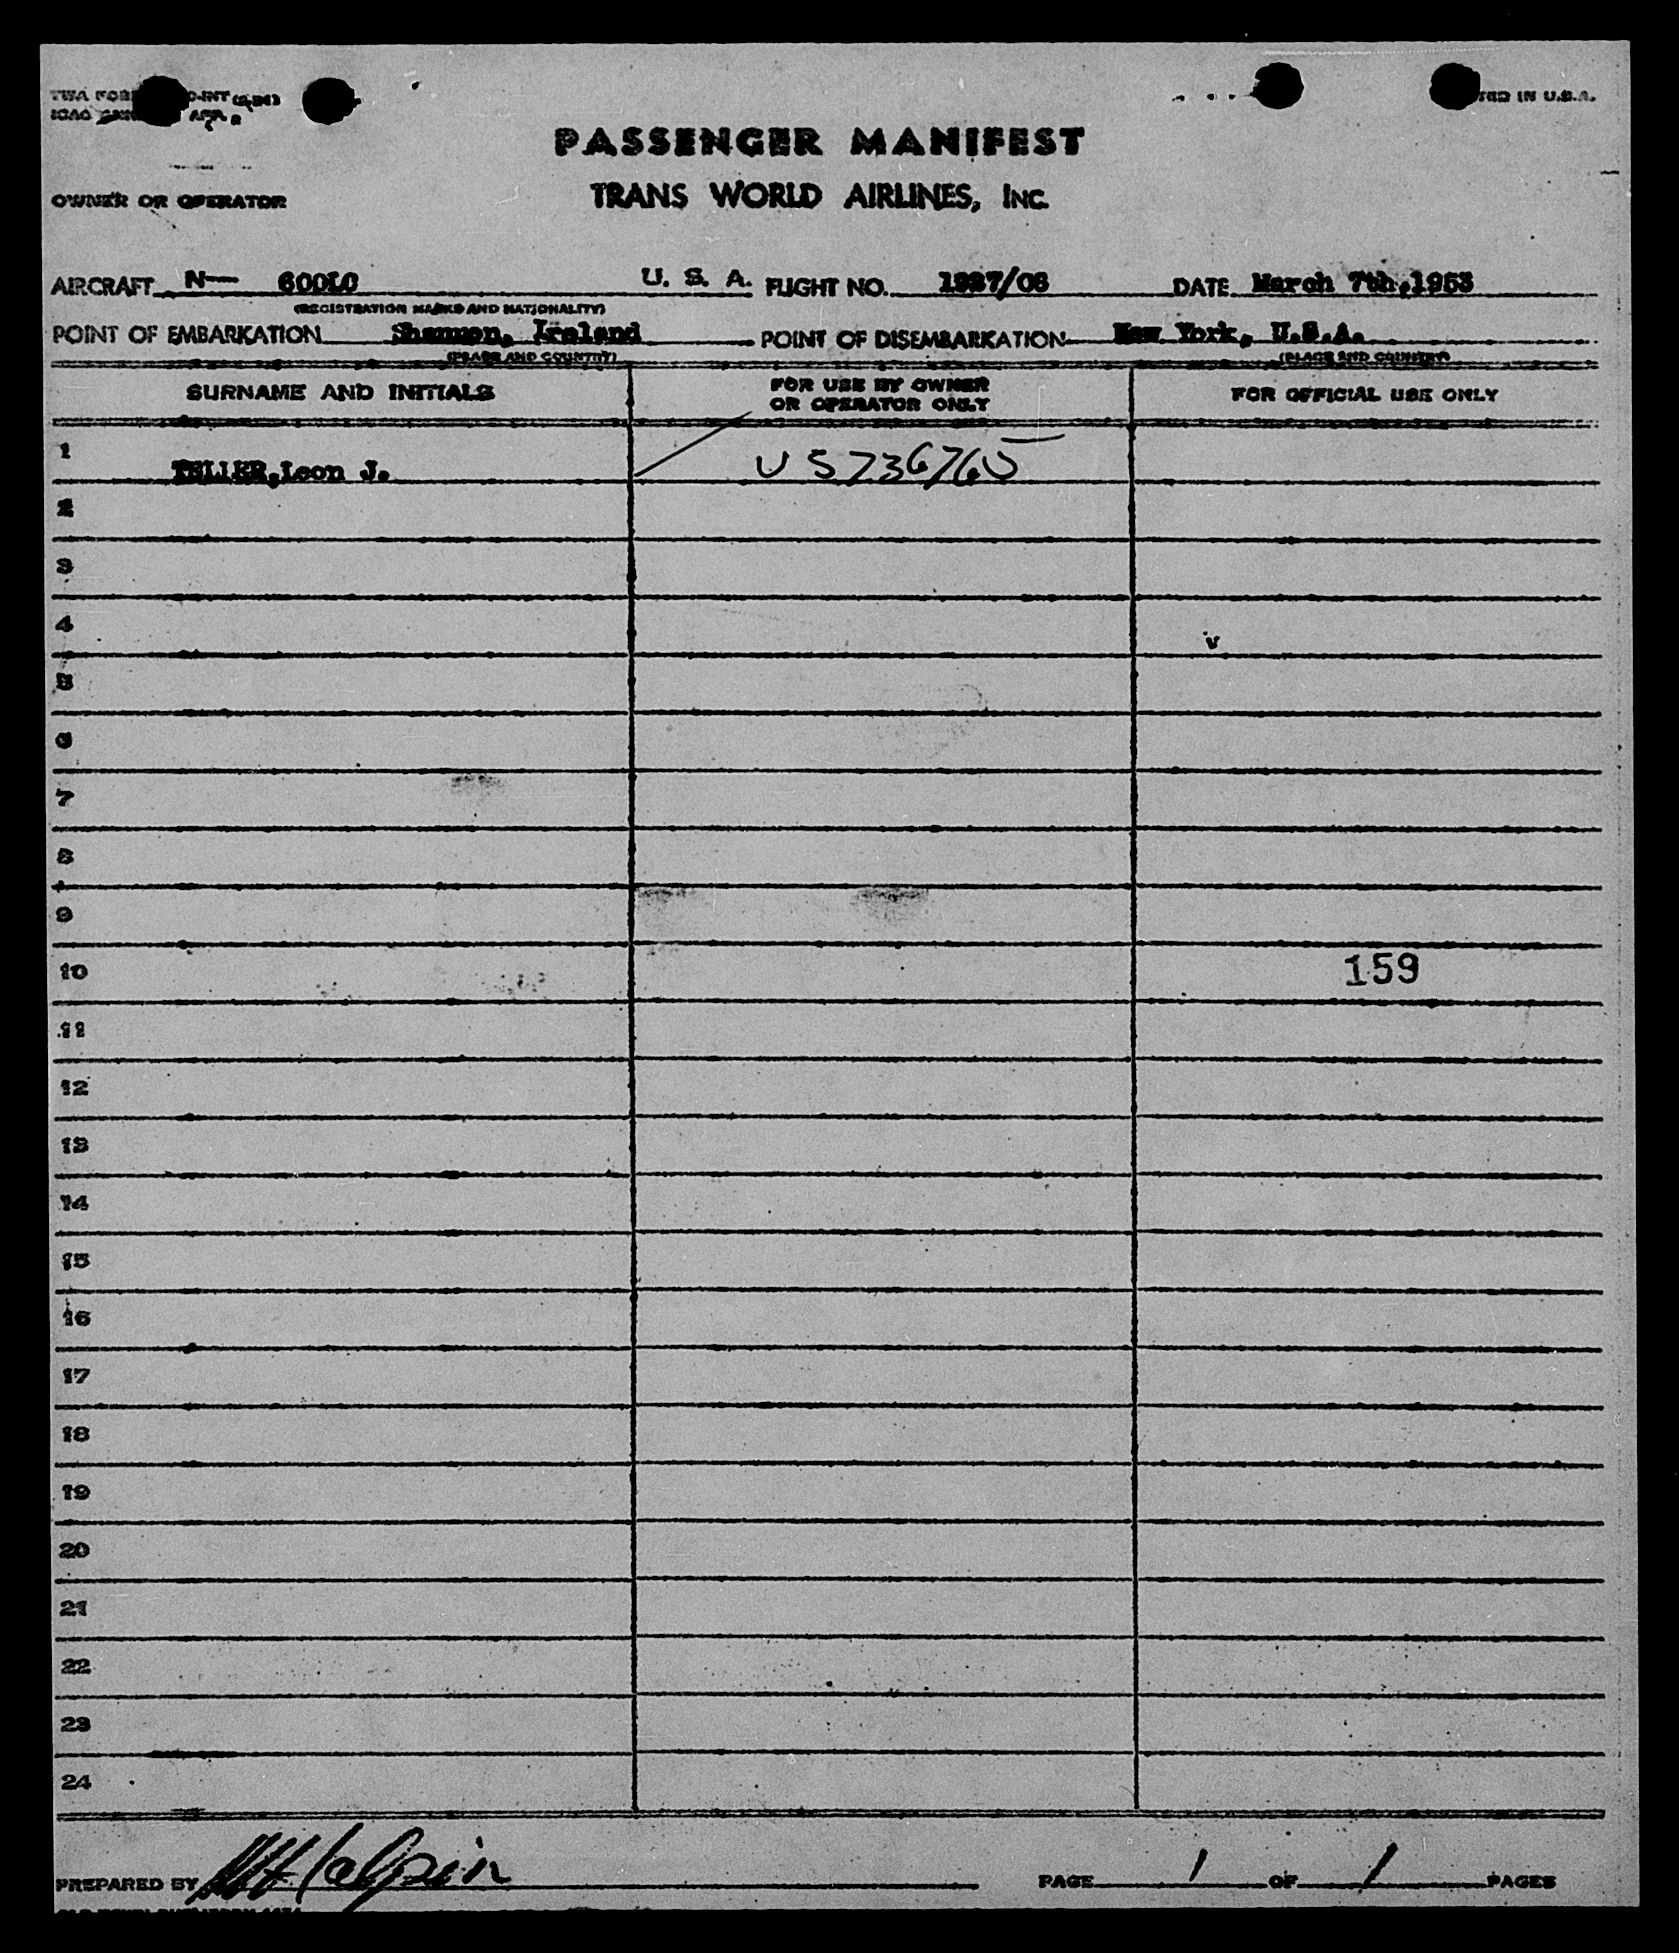 TED IN U.S.A.
PASSENGER MANIFEST
OWNER OR OPERATOR TRANS WORLD AIRLINES, INC.
AIRCRAFT N— U. S. A. FLIGHT NO. DATE March 7th,1953
(REGISTRATION MARKS AND NATIONALITY)
POINT OF EMBARKATION Shannon, Ireland POINT OF DISEMBARKATION New York, U.S.A.
(PLACE AND COUNTRY) (PLACE AND COUNTRY)
SURNAME AND INITIALS FOR USE BY OWNER OR OPERATOR ONLY FOR OFFICIAL USE ONLY
1 TELLER,Leon J. US
2
3
4 v
5
6
7
8
9
10 159
11
12
13
14
15
16
17
18
19
20
21
22
23
24
PREPARED BY PAGE 1 OF 1 PAGES